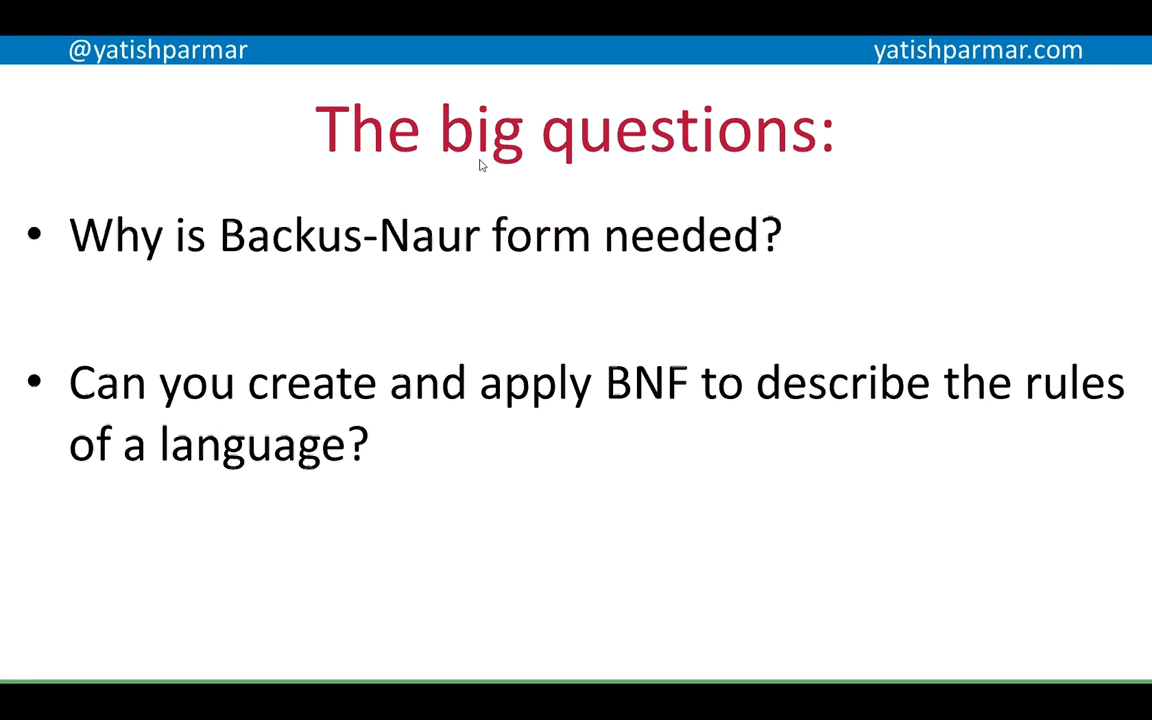 @yatishparmar yatishparmar.com
The big questions:
• Why is Backus-Naur form needed?
• Can you create and apply BNF to describe the rules
of a language?